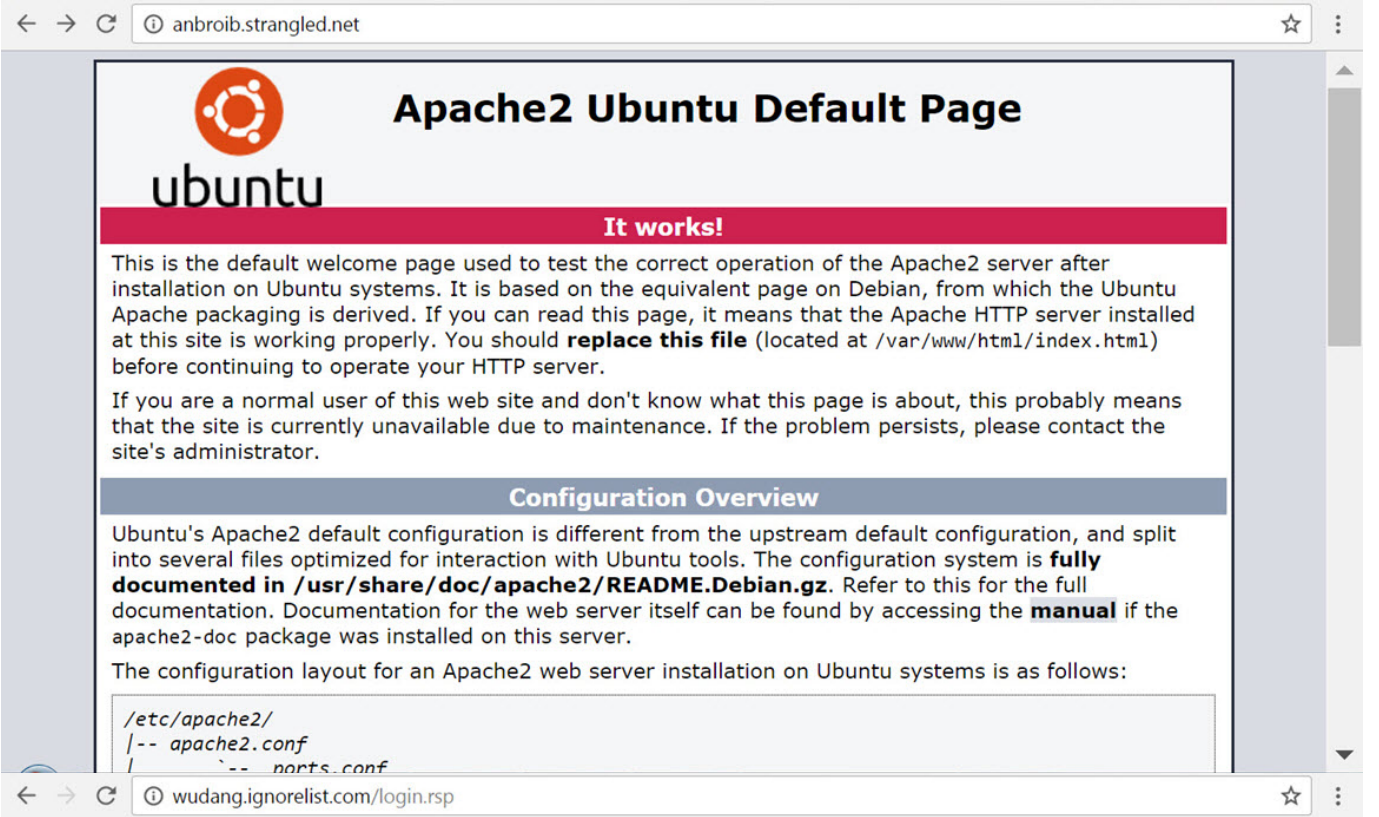 anbroib.strangled.net
Apache2 Ubuntu Default Page
ubuntu
It works!
This is the default welcome page used to test the correct operation of the Apache2 server after
installation on Ubuntu systems. It is based on the equivalent page on Debian, from which the Ubuntu
Apache packaging is derived. If you can read this page, it means that the Apache HTTP server installed
at this site is working properly. You should replace this file (located at /var/www/html/index.html)
before continuing to operate your HTTP server.
If you are a normal user of this web site and don't know what this page is about, this probably means
that the site is currently unavailable due to maintenance. If the problem persists, please contact the
site's administrator.
Configuration Overview
Ubuntu's Apache2 default configuration is different from the upstream default configuration, and split
into several files optimized for interaction with Ubuntu tools. The configuration system is fully
documented in /usr/share/doc/apache2/README.Debian.gz. Refer to this for the full
documentation. Documentation for the web server itself can be found by accessing the manual if the
apache2-doc package was installed on this server.
The configuration layout for an Apache2 web server installation on Ubuntu systems is as follows:
/etc/apache2/
|-- apache2.conf
|       `--  ports.conf
wudang.ignorelist.com/login.rsp